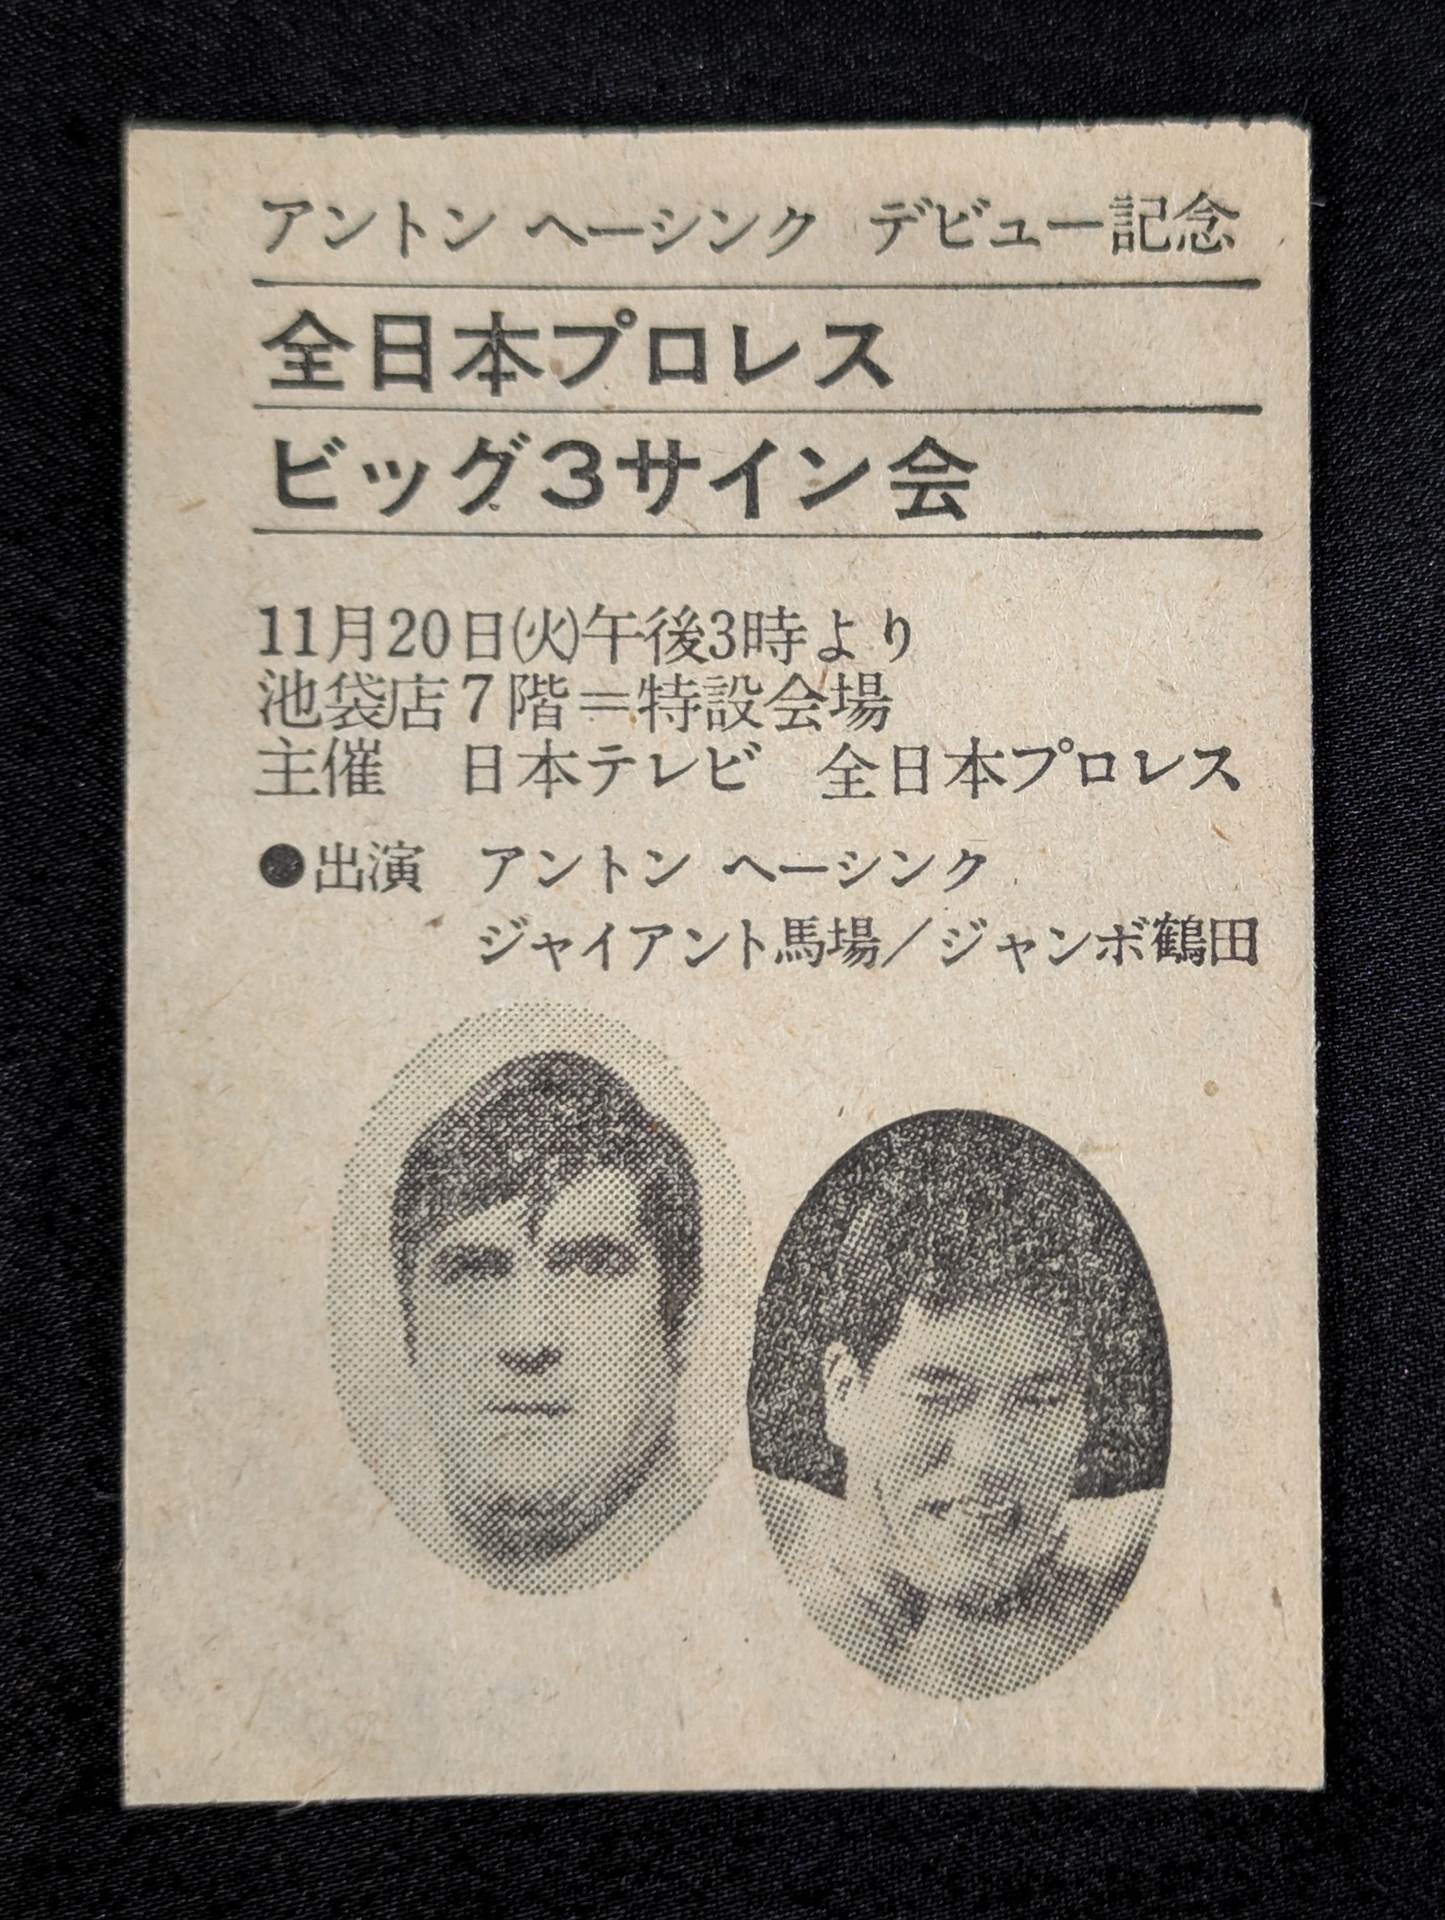 アントン ヘーシンク デビュー記念
全日本プロレス
ビッグ3サイン会
11月20日㈫午後3時より
池袋店7階＝特設会場
主催　日本テレビ　全日本プロレス
●出演　アントン ヘーシンク
ジャイアント馬場／ジャンボ鶴田